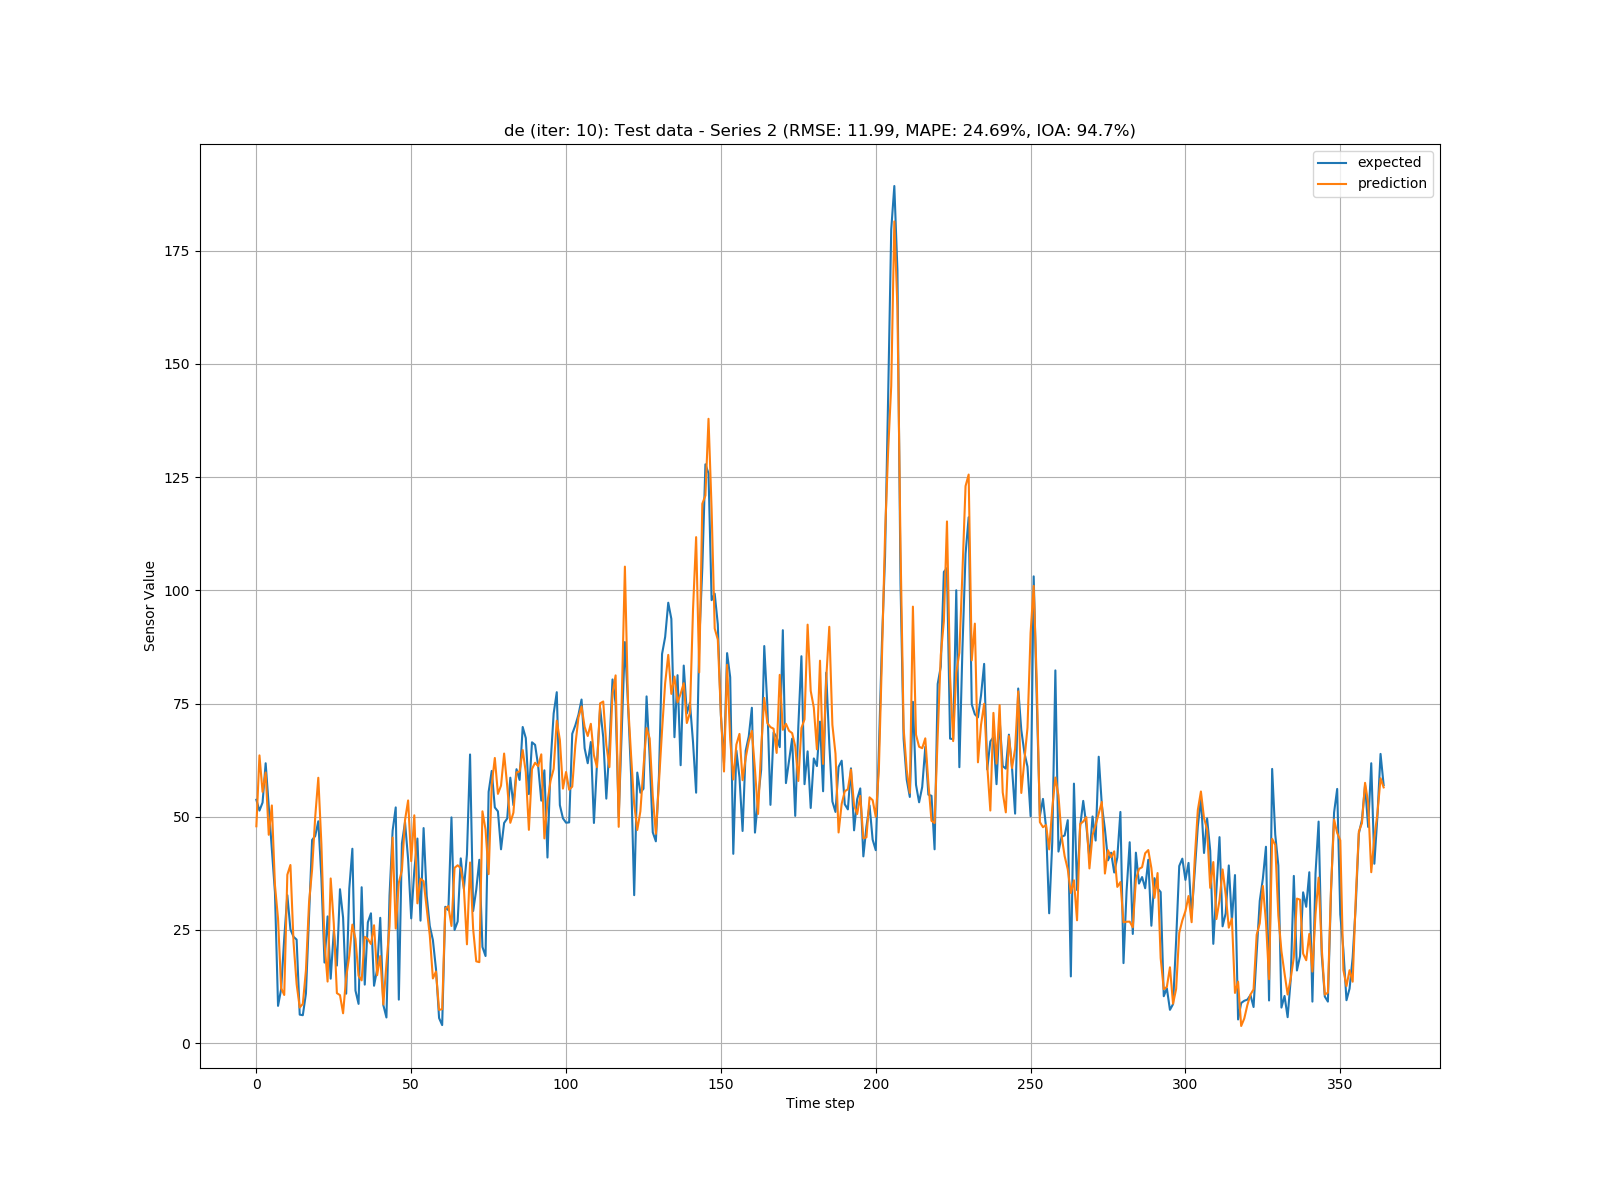 de (iter: 10): Test data - Series 2 (RMSE: 11.99, MAPE: 24.69%, IOA: 94.7%)
expected
prediction
175
150
125
100
75
50
25
0
Sensor Value
0 50 100 150 200 250 300 350
Time step